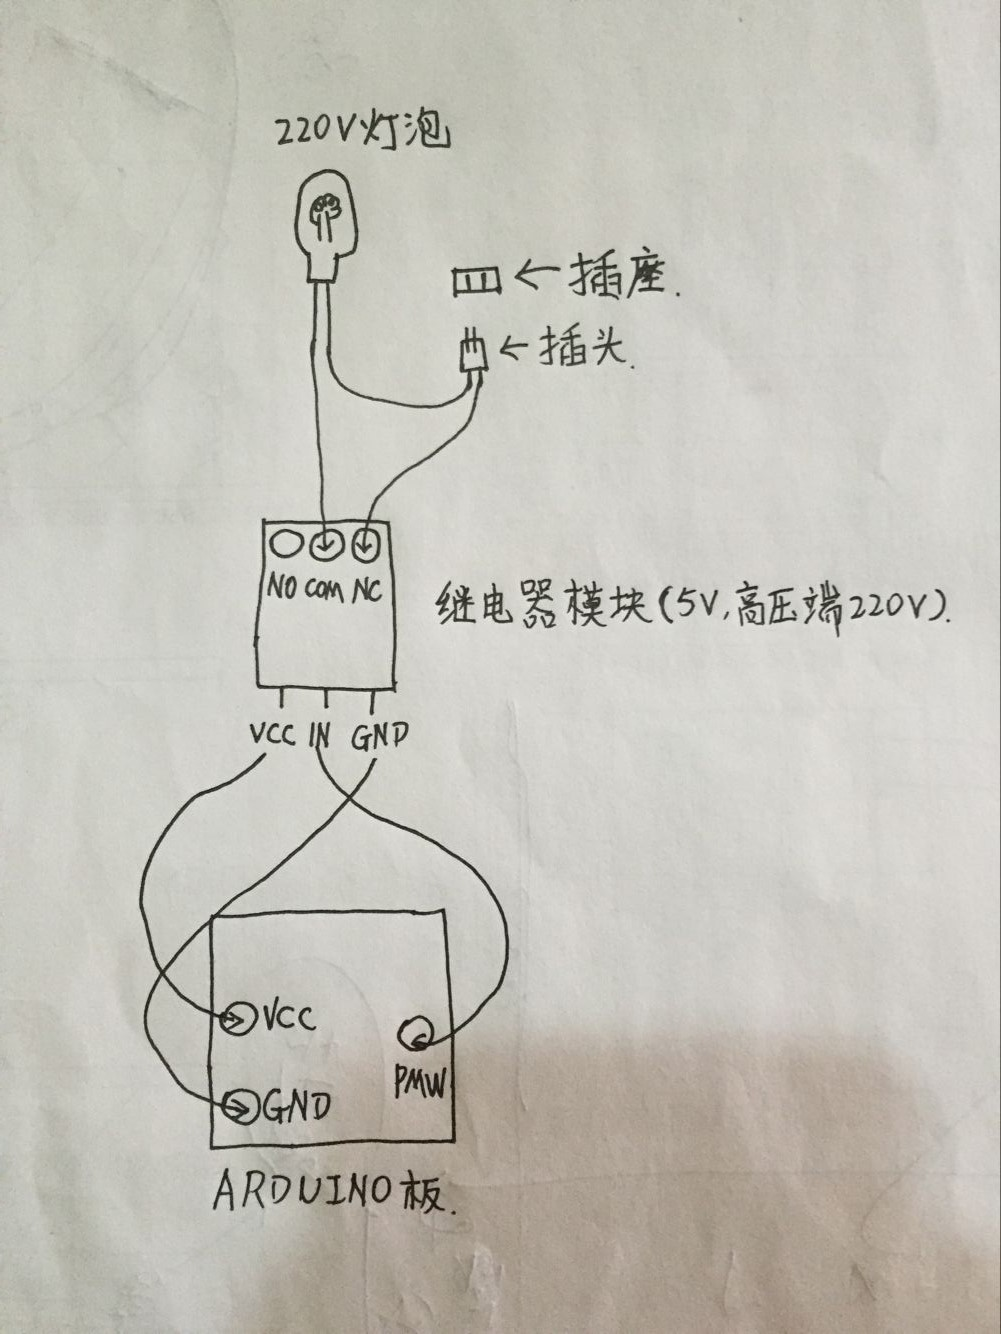 220V灯泡
←插座.
←插头.
NO COM NC
继电器模块(5V,高压端220V).
VCC IN GND
VCC
PMW
GND
ARDUINO板.